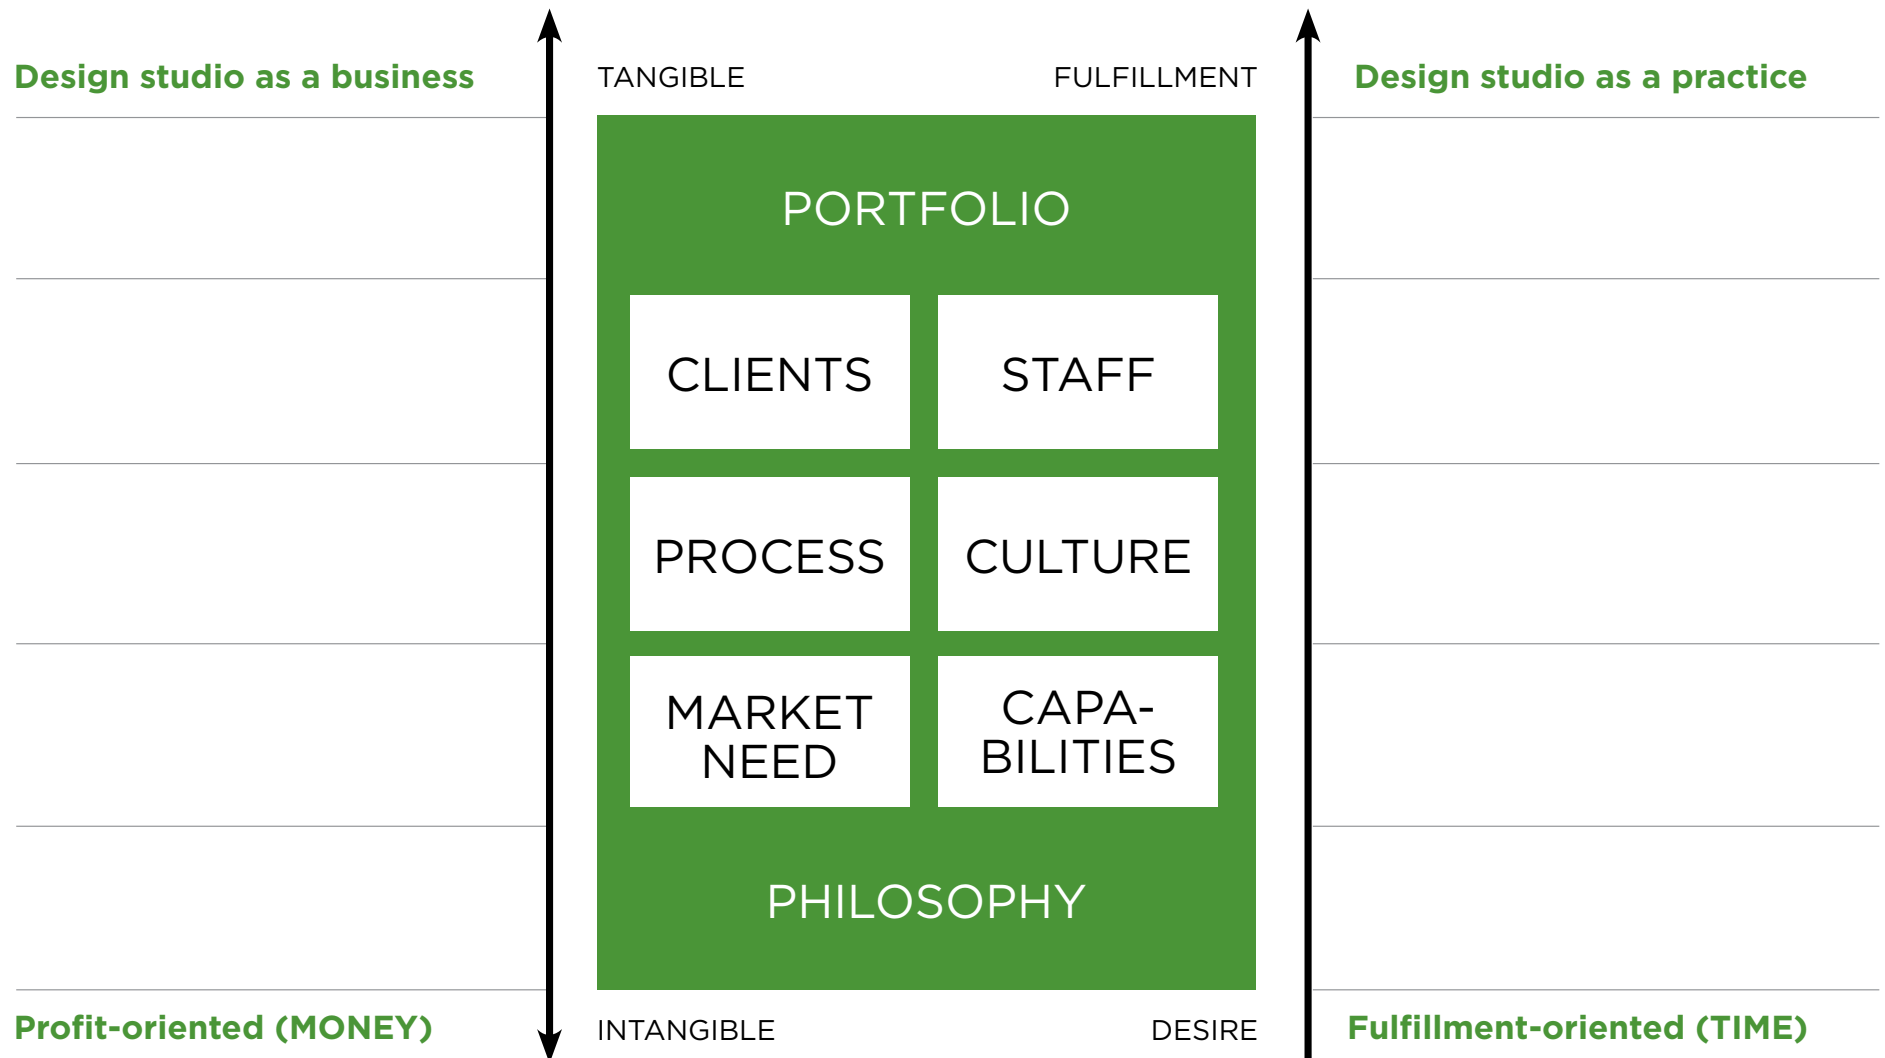 Design studio as a business
TANGIBLE
FULFILLMENT
Design studio as a practice
PORTFOLIO
CLIENTS
STAFF
PROCESS
CULTURE
MARKET
NEED
CAPA-
BILITIES
PHILOSOPHY
Profit-oriented (MONEY)
INTANGIBLE
DESIRE
Fulfillment-oriented (TIME)